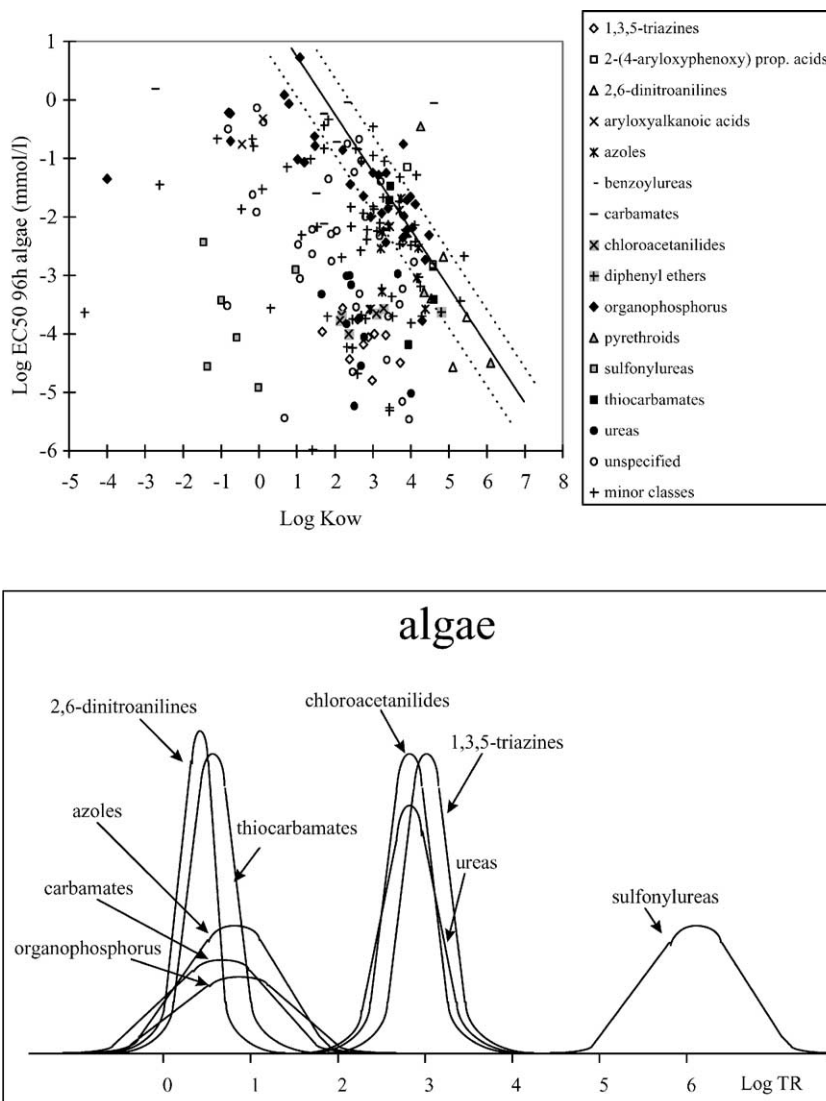 1
0
-1
-2
-3
-4
-5
-6
Log EC50 96h algae (mmol/l)
-5 -4 -3 -2 -1 0 1 2 3 4 5 6 7 8
Log Kow
1,3,5-triazines
2-(4-aryloxyphenoxy) prop. acids
2,6-dinitroanilines
aryloxyalkanoic acids
azoles
benzoylureas
carbamates
chloroacetanilides
diphenyl ethers
organophosphorus
pyrethroids
sulfonylureas
thiocarbamates
ureas
unspecified
minor classes
algae
2,6-dinitroanilines
chloroacetanilides
1,3,5-triazines
azoles
thiocarbamates
ureas
carbamates
sulfonylureas
organophosphorus
0 1 2 3 4 5 6 Log TR